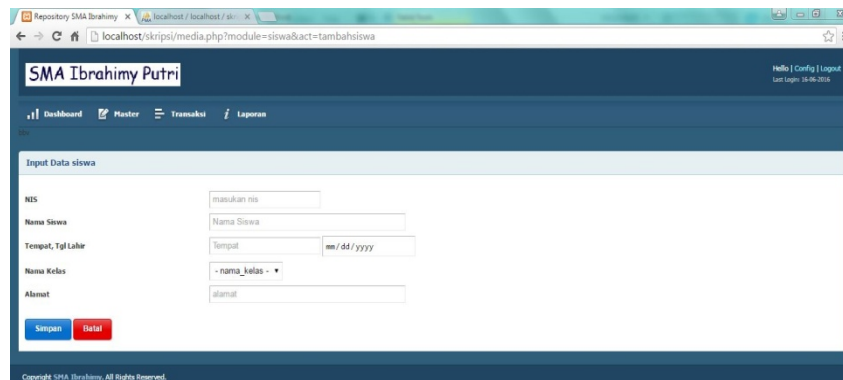 Repository SMA Ibrahimy
localhost / localhost / skr
localhost/skripsi/media.php?module=siswa&act=tambahsiswa
SMA Ibrahimy Putri
Hello | Config | Logout
Last Login: 16-06-2016
Dashboard Master Transaksi Laporan
Input Data siswa
NIS masukan nis
Nama Siswa Nama Siswa
Tempat, Tgl Lahir Tempat mm/dd/yyyy
Nama Kelas - nama_kelas -
Alamat alamat
Simpan Batal
Copyright SMA Ibrahimy. All Rights Reserved.